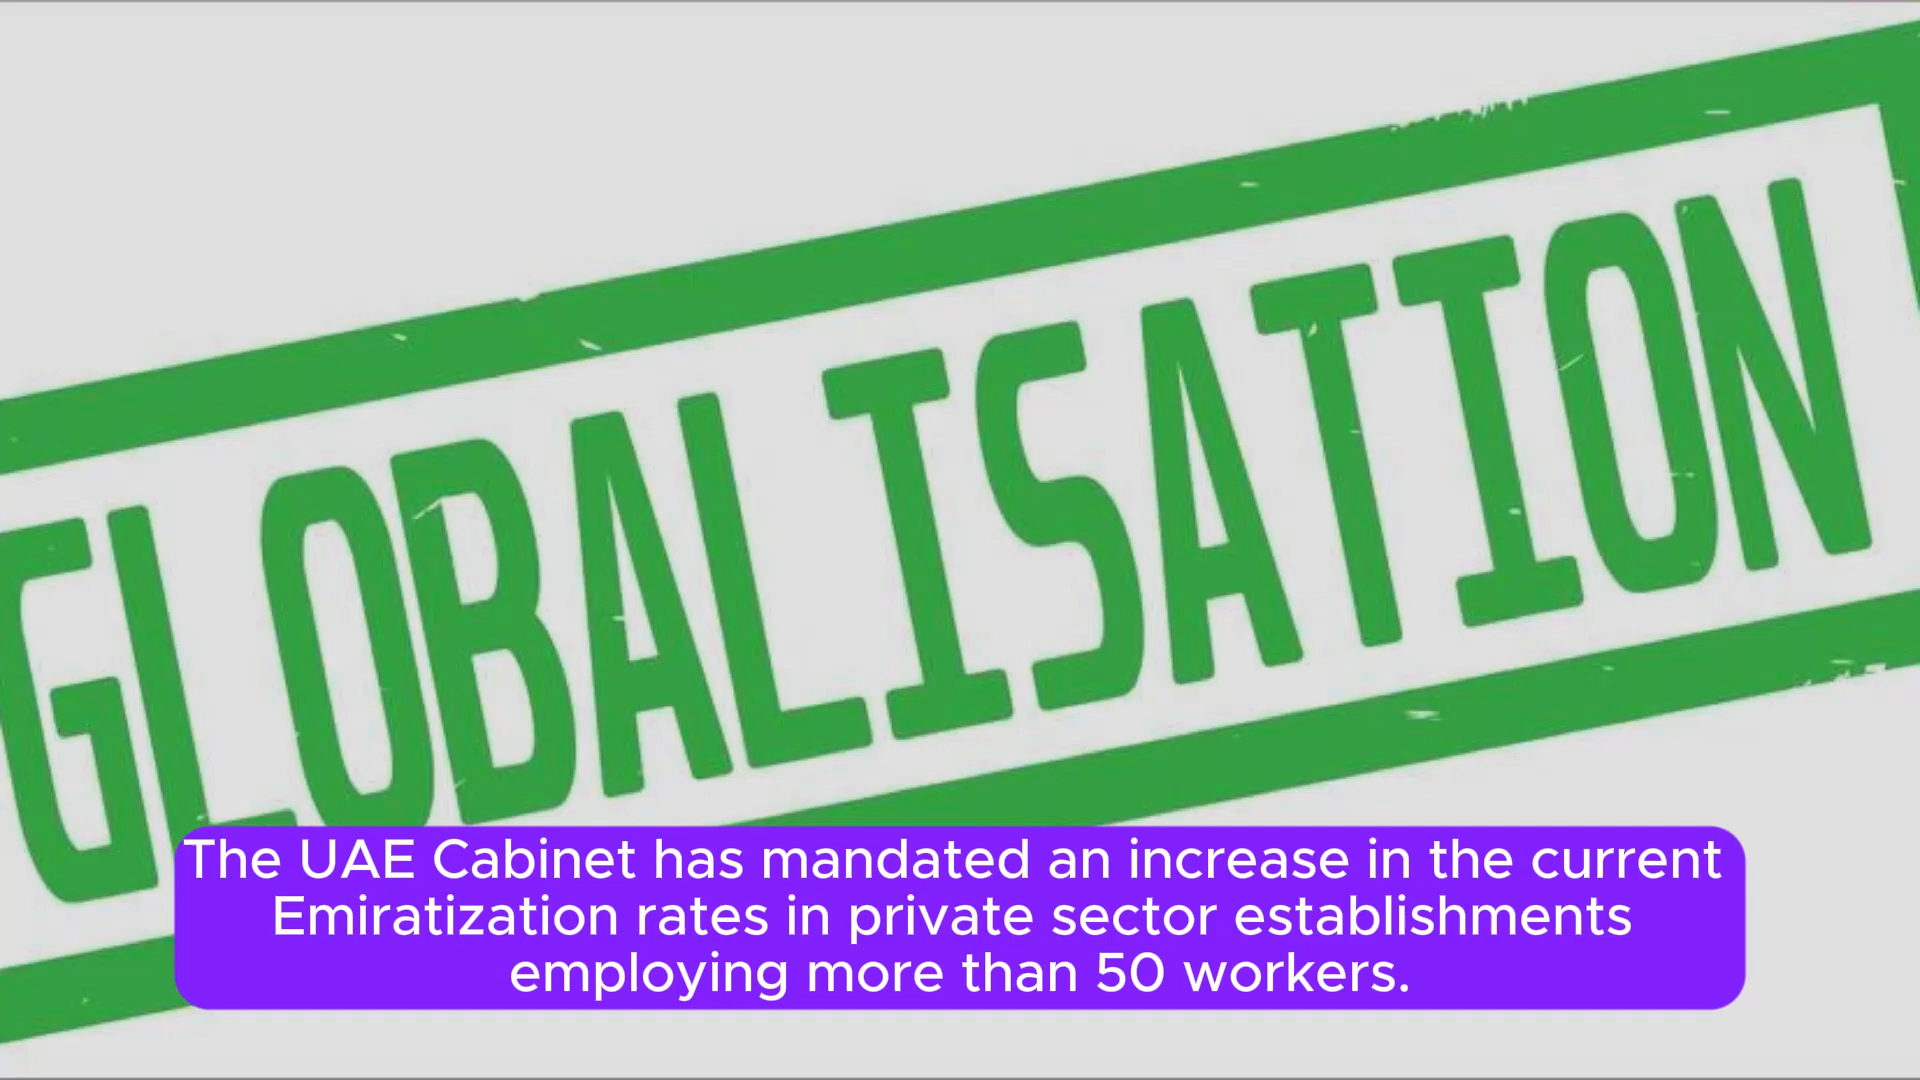 GLOBALISATION
The UAE Cabinet has mandated an increase in the current
Emiratization rates in private sector establishments
employing more than 50 workers.